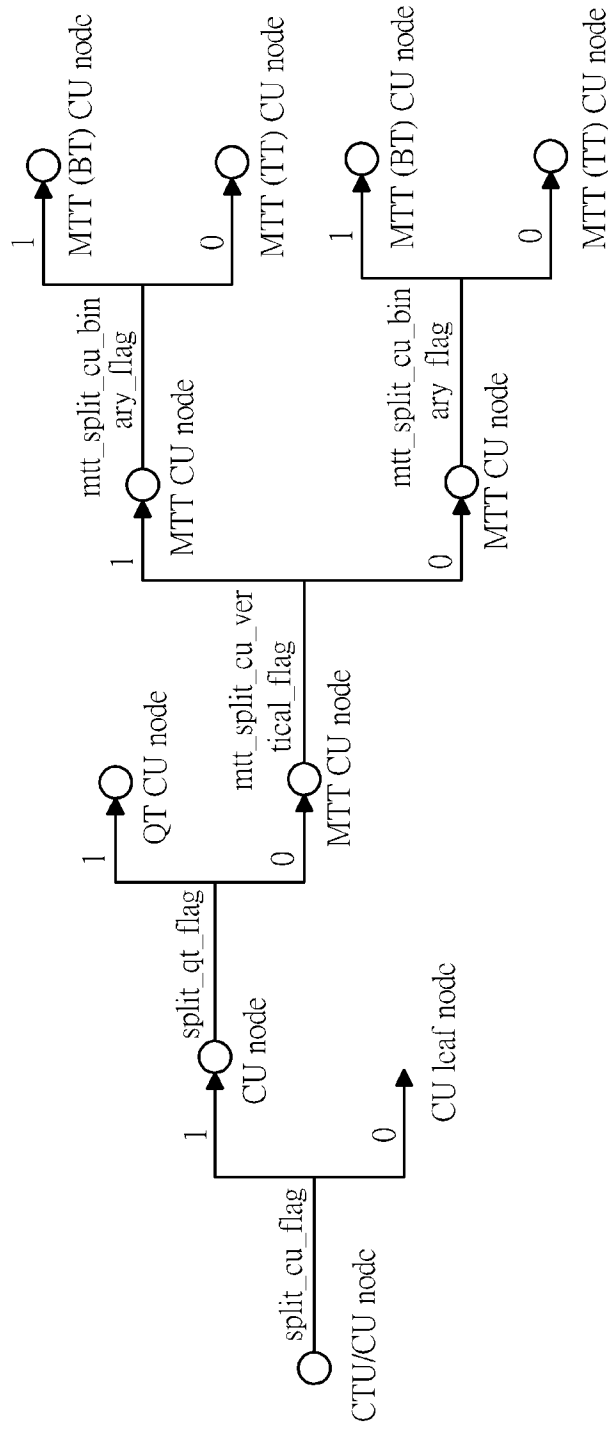 CTU/CU node
split_cu_flag
1
0
CU node
CU leaf node
split_qt_flag
1
0
QT CU node
MTT CU node
mtt_split_cu_ver
tical_flag
1
0
MTT CU node
mtt_split_cu_bin
ary_flag
1
0
MTT (BT) CU node
MTT (TT) CU node
MTT CU node
mtt_split_cu_bin
ary_flag
1
0
MTT (BT) CU node
MTT (TT) CU node